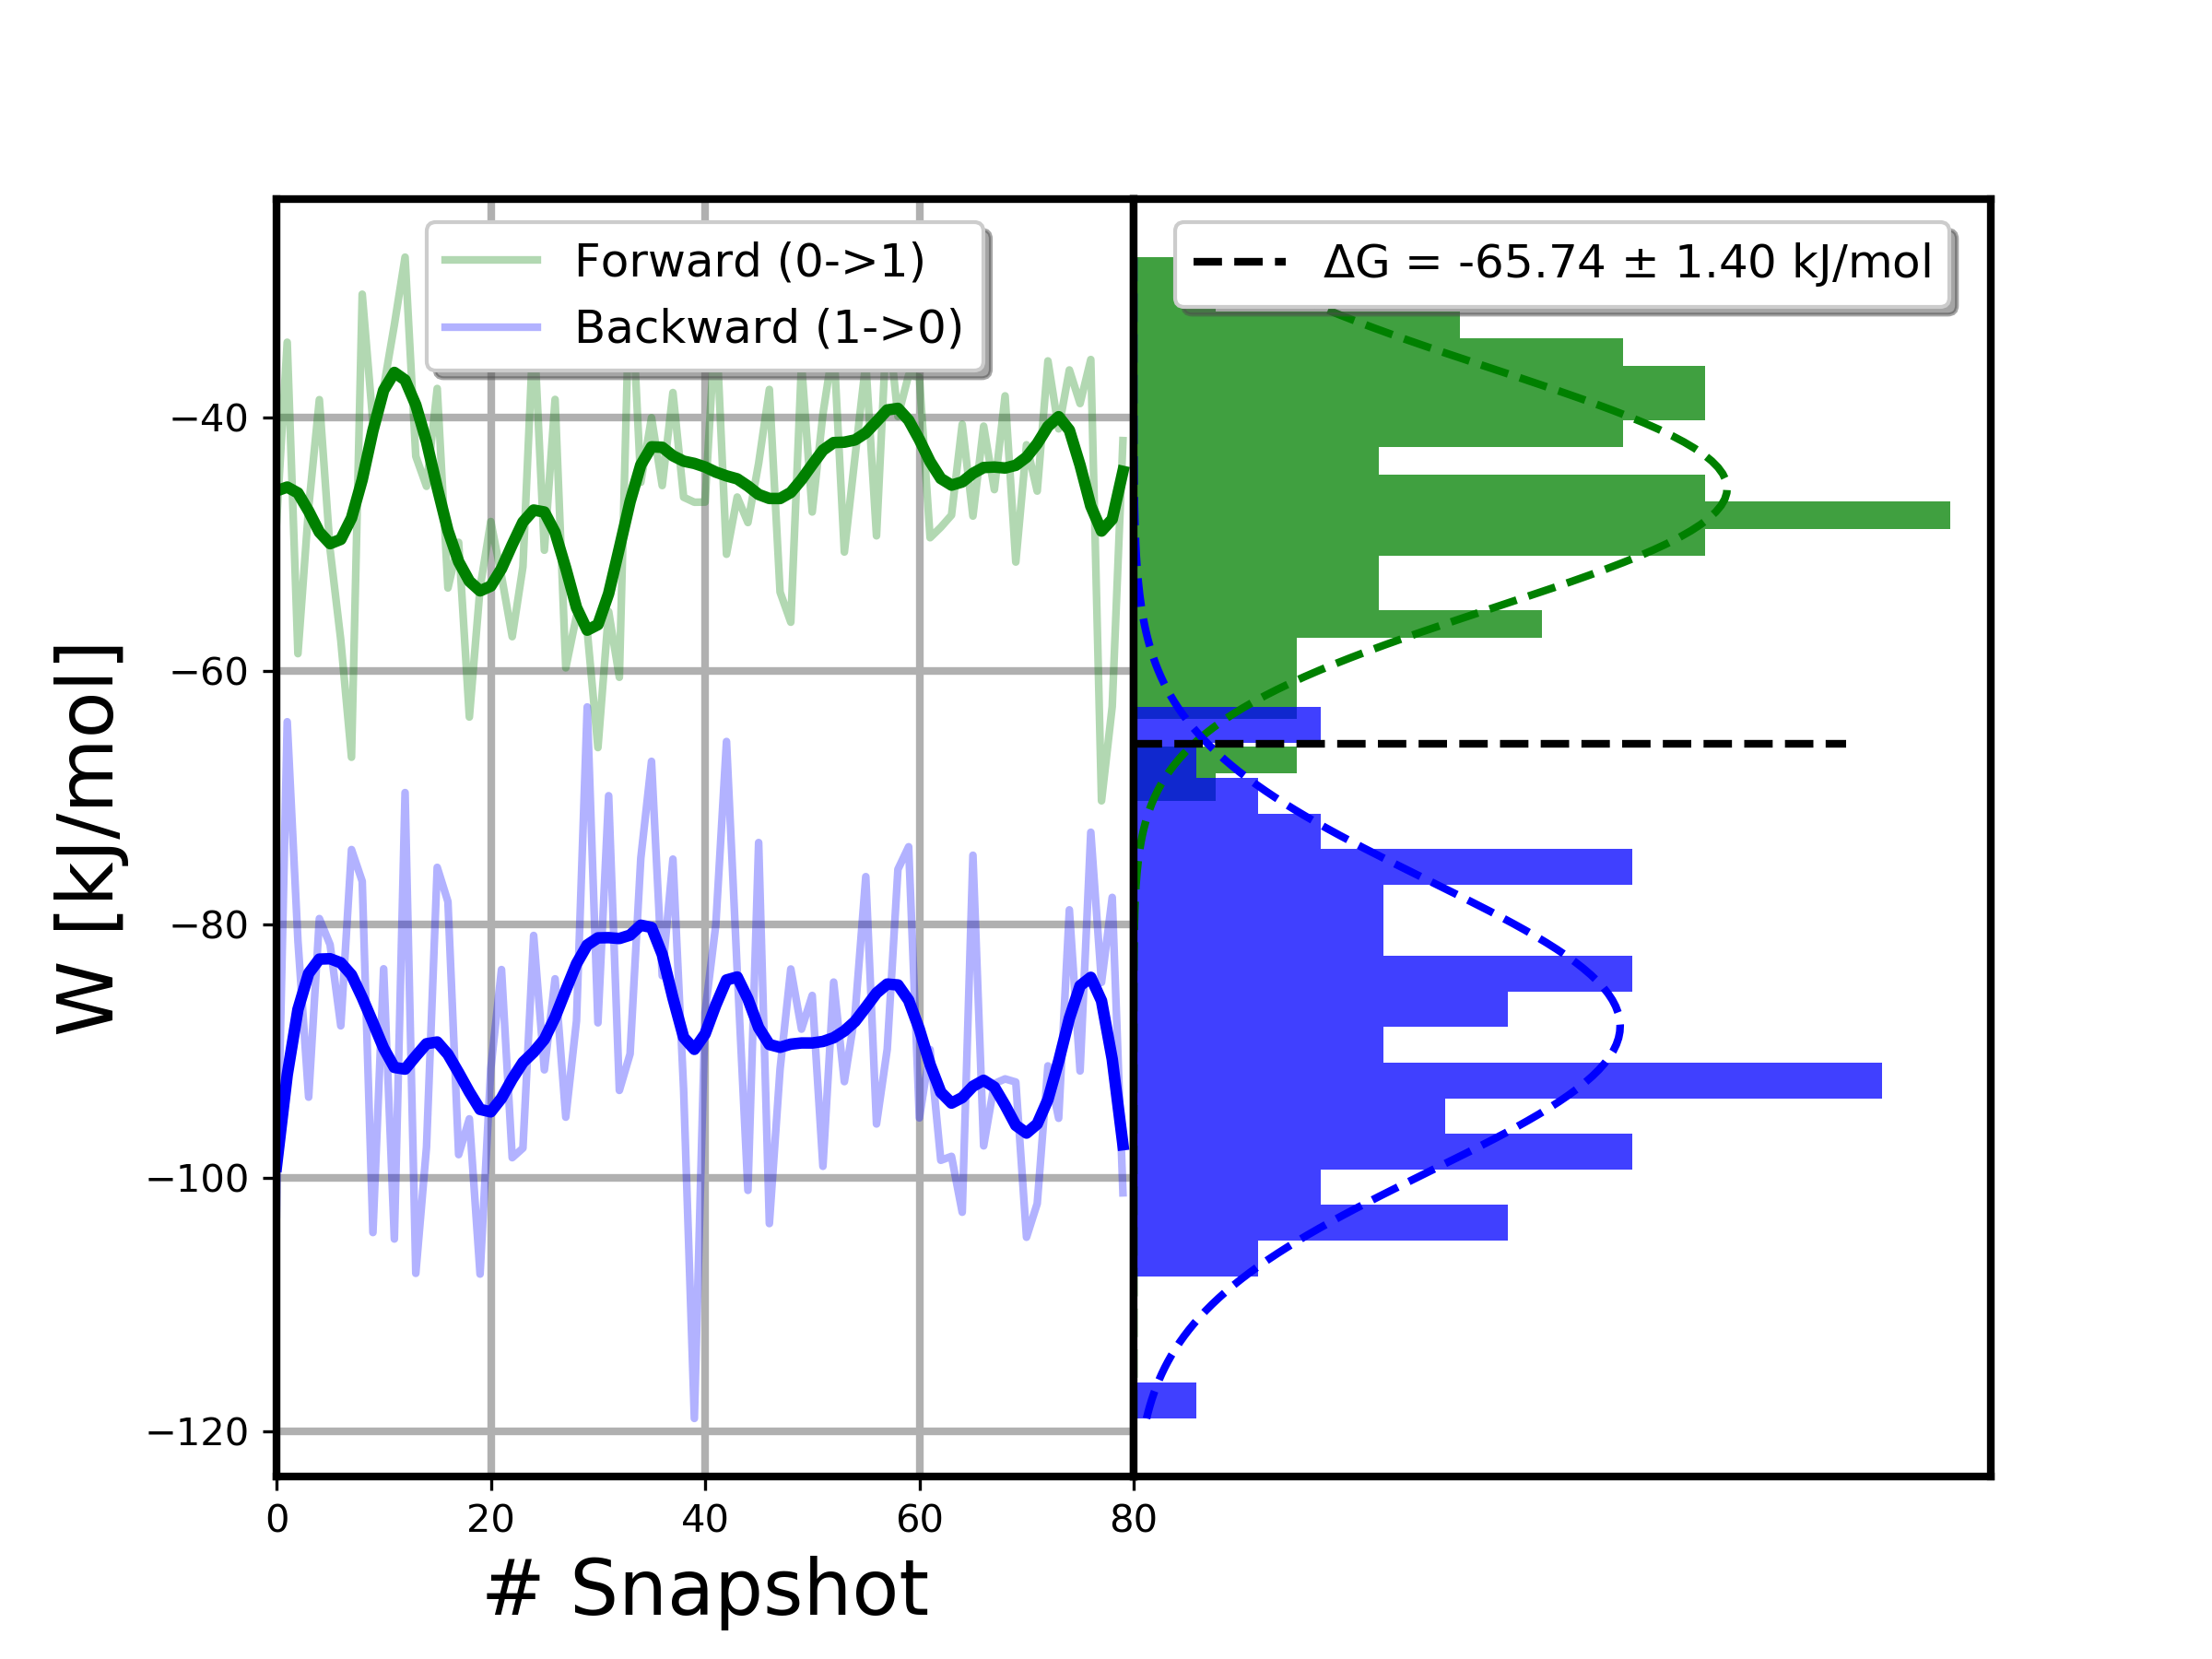 Forward (0->1)
Backward (1->0)
ΔG = -65.74 ± 1.40 kJ/mol
W [kJ/mol]
−40
−60
−80
−100
−120
0 20 40 60 80
# Snapshot